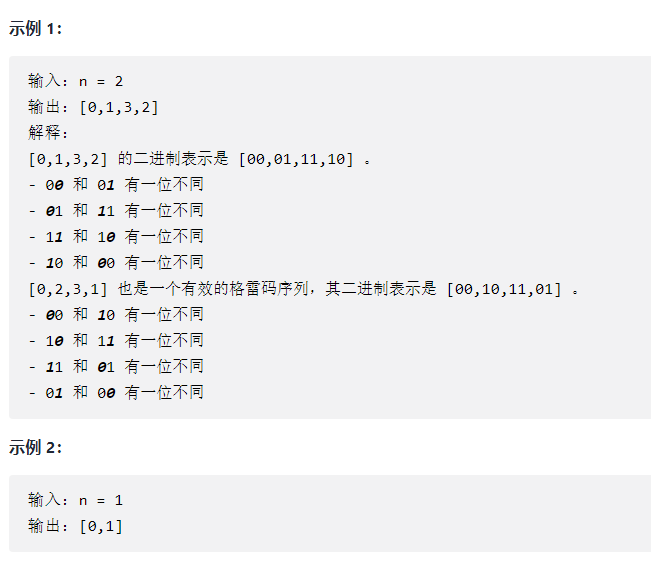 示例 1：
输入：n = 2
输出：[0,1,3,2]
解释：
[0,1,3,2] 的二进制表示是 [00,01,11,10] 。
- 00 和 01 有一位不同
- 01 和 11 有一位不同
- 11 和 10 有一位不同
- 10 和 00 有一位不同
[0,2,3,1] 也是一个有效的格雷码序列，其二进制表示是 [00,10,11,01] 。
- 00 和 10 有一位不同
- 10 和 11 有一位不同
- 11 和 01 有一位不同
- 01 和 00 有一位不同
示例 2：
输入：n = 1
输出：[0,1]